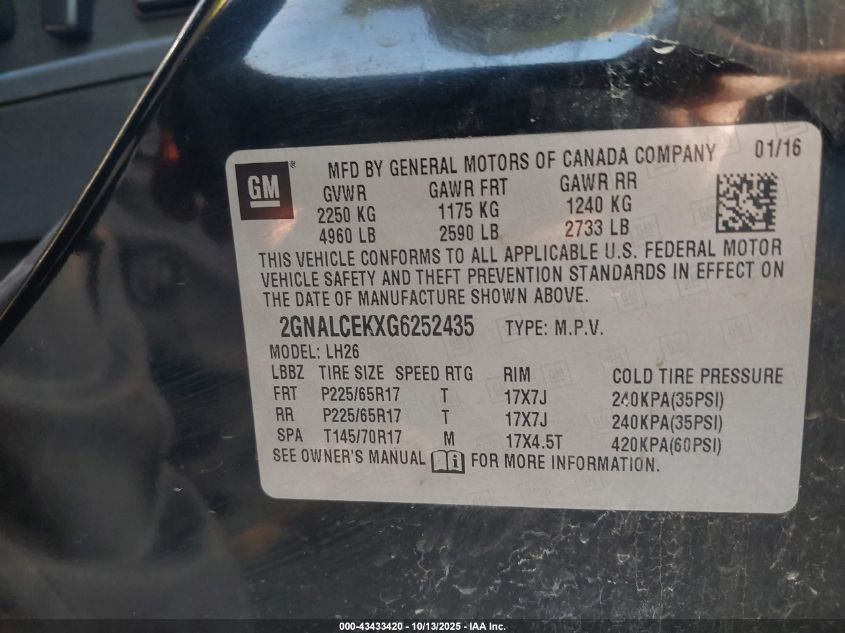 GM ® MFD BY GENERAL MOTORS OF CANADA COMPANY 01/16
GVWR GAWR FRT GAWR RR
2250 KG 1175 KG 1240 KG
4960 LB 2590 LB 2733 LB
THIS VEHICLE CONFORMS TO ALL APPLICABLE U.S. FEDERAL MOTOR
VEHICLE SAFETY AND THEFT PREVENTION STANDARDS IN EFFECT ON
THE DATE OF MANUFACTURE SHOWN ABOVE.
2GNALCEKXG6252435 TYPE: M.P.V.
MODEL: LH26
LBBZ TIRE SIZE SPEED RTG RIM COLD TIRE PRESSURE
FRT P225/65R17 T 17X7J 240KPA(35PSI)
RR P225/65R17 T 17X7J 240KPA(35PSI)
SPA T145/70R17 M 17X4.5T 420KPA(60PSI)
SEE OWNER'S MANUAL i FOR MORE INFORMATION.
000-43433420 - 10/13/2025 - IAA Inc.